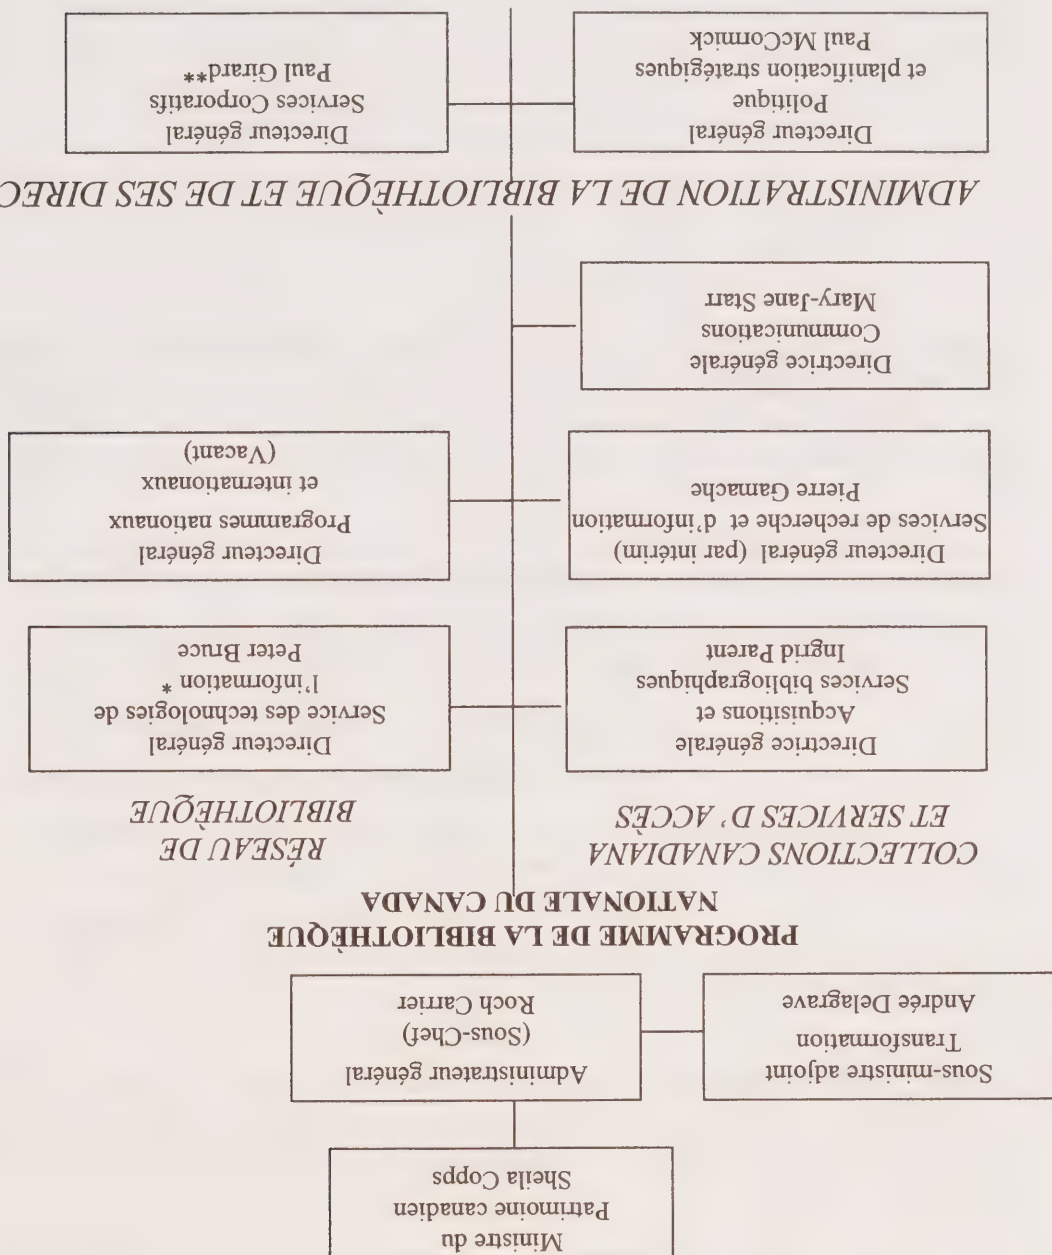 Ministre du
Patrimoine canadien
Sheila Copps
Sous-ministre adjoint
Transformation
Andrée Delagrave
Administrateur général
(Sous-Chef)
Roch Carrier
PROGRAMME DE LA BIBLIOTHÈQUE
NATIONALE DU CANADA
COLLECTIONS CANADIANA
ET SERVICES D'ACCÈS
RÉSEAU DE
BIBLIOTHÈQUE
Directrice générale
Acquisitions et
Services bibliographiques
Ingrid Parent
Directeur général
Service des technologies de
l'information *
Peter Bruce
Directeur général (par intérim)
Services de recherche et d'information
Pierre Gamache
Directeur général
Programmes nationaux
et internationaux
(Vacant)
Directrice générale
Communications
Mary-Jane Starr
ADMINISTRATION DE LA BIBLIOTHÈQUE ET DE SES DIREC
Directeur général
Politique
et planification stratégiques
Paul McCormick
Directeur général
Services Corporatifs
Paul Girard**